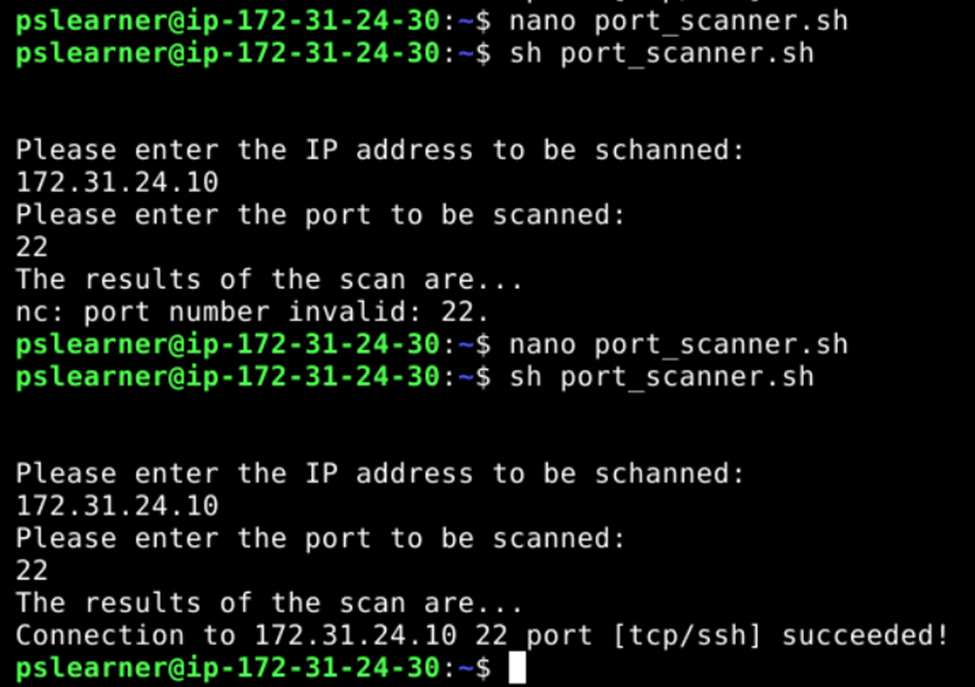 pslearner@ip-172-31-24-30:~$ nano port_scanner.sh
pslearner@ip-172-31-24-30:~$ sh port_scanner.sh
Please enter the IP address to be schanned:
172.31.24.10
Please enter the port to be scanned:
22
The results of the scan are...
nc: port number invalid: 22.
pslearner@ip-172-31-24-30:~$ nano port_scanner.sh
pslearner@ip-172-31-24-30:~$ sh port_scanner.sh
Please enter the IP address to be schanned:
172.31.24.10
Please enter the port to be scanned:
22
The results of the scan are...
Connection to 172.31.24.10 22 port [tcp/ssh] succeeded!
pslearner@ip-172-31-24-30:~$